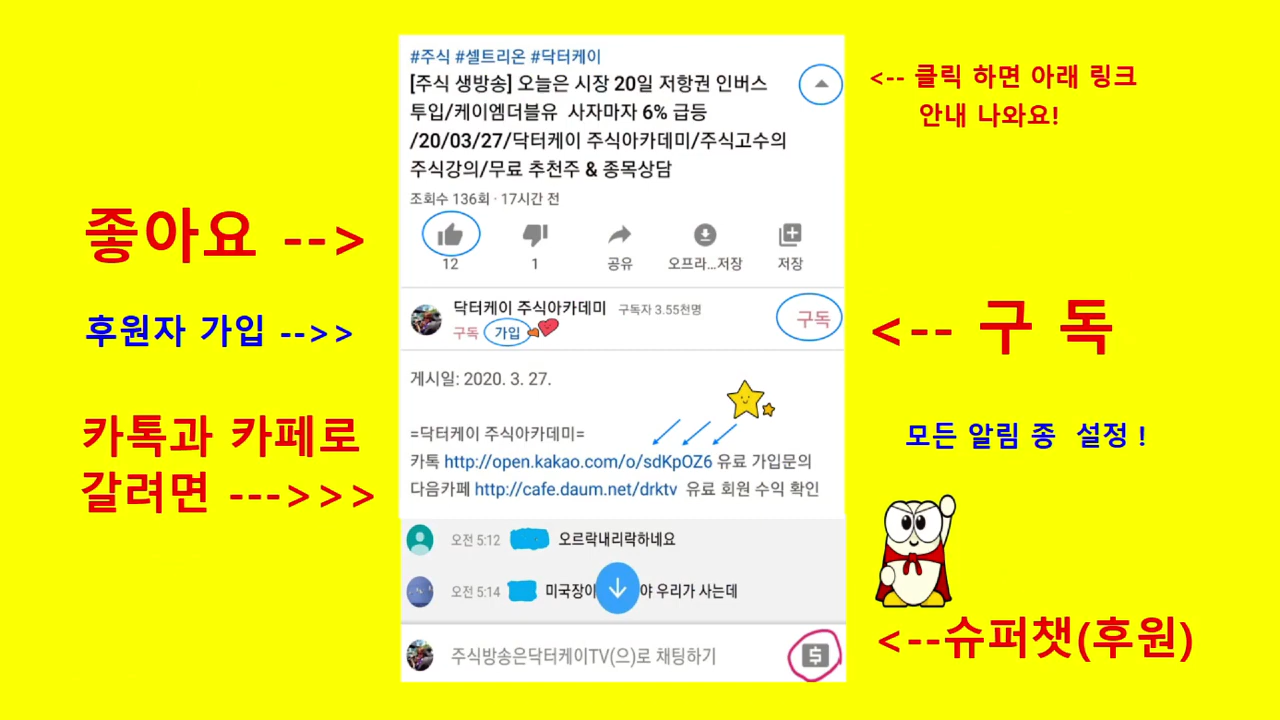 #주식 #셀트리온 #닥터케이
[주식 생방송] 오늘은 시장 20일 저항권 인버스
투입/케이엠더블유 사자마자 6% 급등
/20/03/27/닥터케이 주식아카데미/주식고수의
주식강의/무료 추천주 & 종목상담
조회수 136회 · 17시간 전
12
1
공유
오프라...저장
저장
닥터케이 주식아카데미 구독자 3.55천명
구독 가입
구독
게시일: 2020. 3. 27.
=닥터케이 주식아카데미=
카톡 http://open.kakao.com/o/sdKpOZ6 유료 가입문의
다음카페 http://cafe.daum.net/drktv 유료 회원 수익 확인
오전 5:12 오르락내리락하네요
오전 5:14 미국장이 야 우리가 사는데
주식방송은닥터케이TV(으)로 채팅하기
$
좋아요 -->
후원자 가입 -->>
카톡과 카페로
갈려면 --->>>
<-- 클릭 하면 아래 링크
안내 나와요!
<-- 구 독
모든 알림 종 설정 !
<--슈퍼챗(후원)